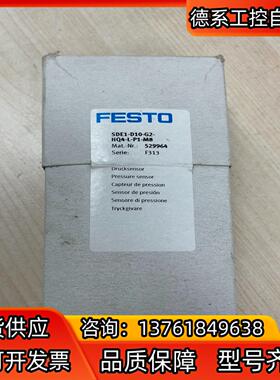 德系工控自
FESTO
SDE1-D10-G2-
HQ4-L-P1-M8
Mat.-Nr.: 529964
Serie: F313
Drucksensor
Pressure sensor
Capteur de pression
Sensor de presión
Sensore di pressione
Tryckgivare
货供应
咨询：13761849638
可开发票
品质保障
型号齐